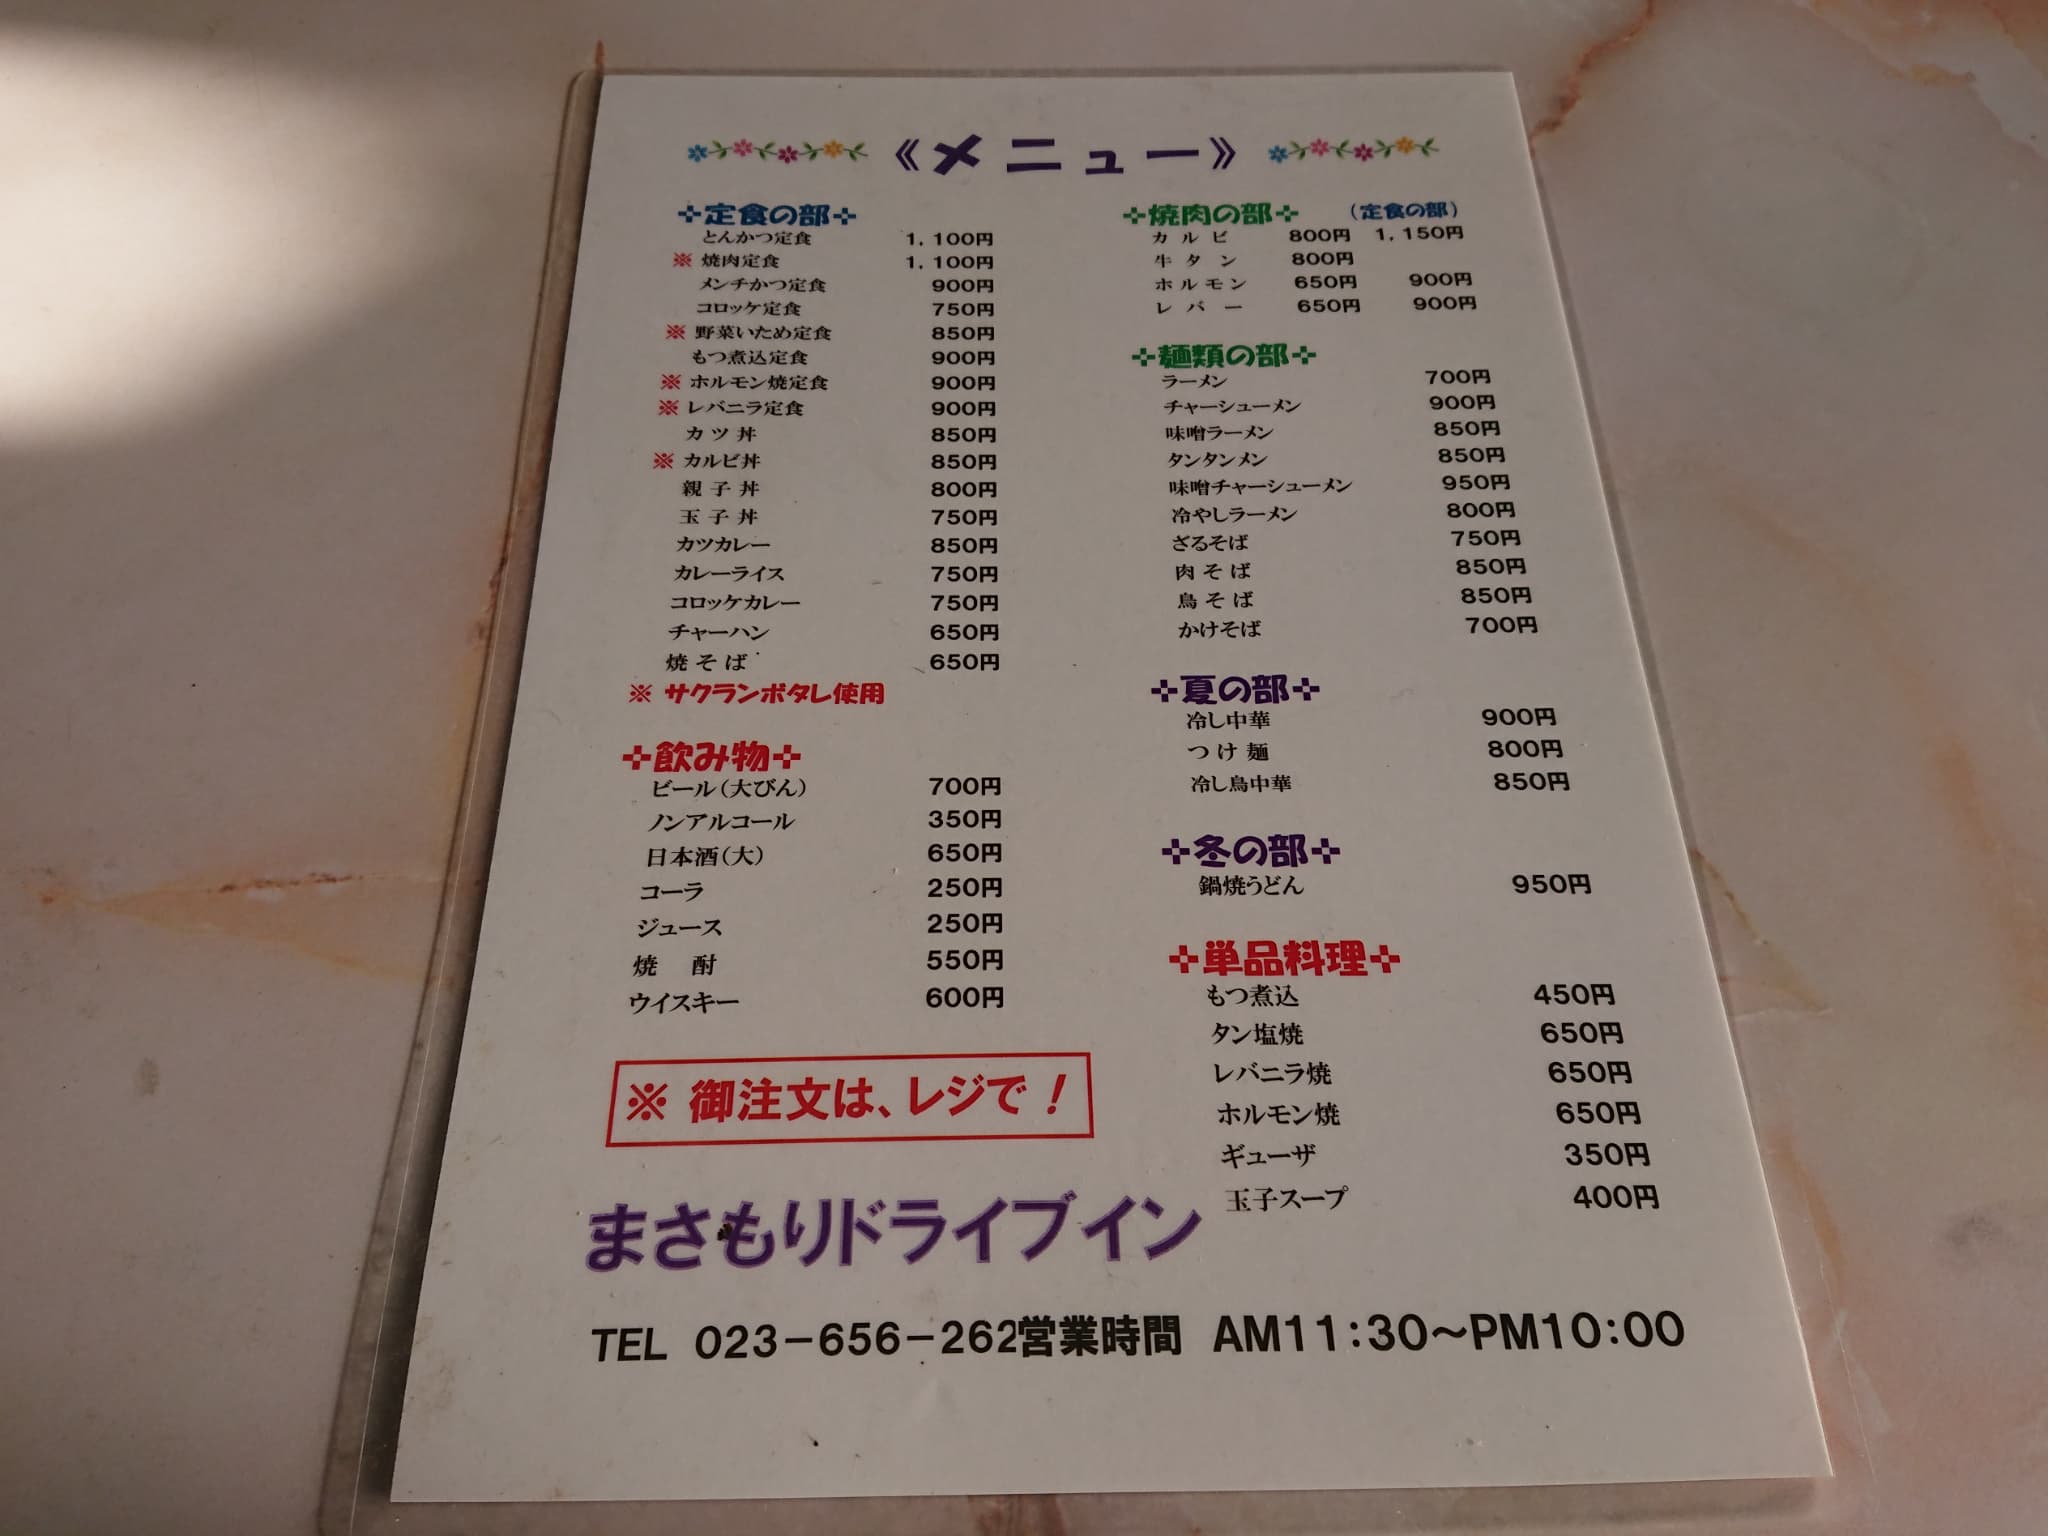 《メニュー》
✣定食の部✣
とんかつ定食 1,100円
※ 焼肉定食 1,100円
メンチかつ定食 900円
コロッケ定食 750円
※ 野菜いため定食 850円
もつ煮込定食 900円
※ ホルモン焼定食 900円
※ レバニラ定食 900円
カツ丼 850円
※ カルビ丼 850円
親子丼 800円
玉子丼 750円
カツカレー 850円
カレーライス 750円
コロッケカレー 750円
チャーハン 650円
焼そば 650円
※ サクランボタレ使用
✣飲み物✣
ビール(大びん) 700円
ノンアルコール 350円
日本酒(大) 650円
コーラ 250円
ジュース 250円
焼 酎 550円
ウイスキー 600円
※ 御注文は、レジで!
✣焼肉の部✣ (定食の部)
カルビ 800円 1,150円
牛タン 800円
ホルモン 650円 900円
レバー 650円 900円
✣麺類の部✣
ラーメン 700円
チャーシューメン 900円
味噌ラーメン 850円
タンタンメン 850円
味噌チャーシューメン 950円
冷やしラーメン 800円
ざるそば 750円
肉そば 850円
鳥そば 850円
かけそば 700円
✣夏の部✣
冷し中華 900円
つけ麺 800円
冷し鳥中華 850円
✣冬の部✣
鍋焼うどん 950円
✣単品料理✣
もつ煮込 450円
タン塩焼 650円
レバニラ焼 650円
ホルモン焼 650円
ギューザ 350円
玉子スープ 400円
まさもりドライブイン
TEL 023-656-262営業時間 AM11:30~PM10:00